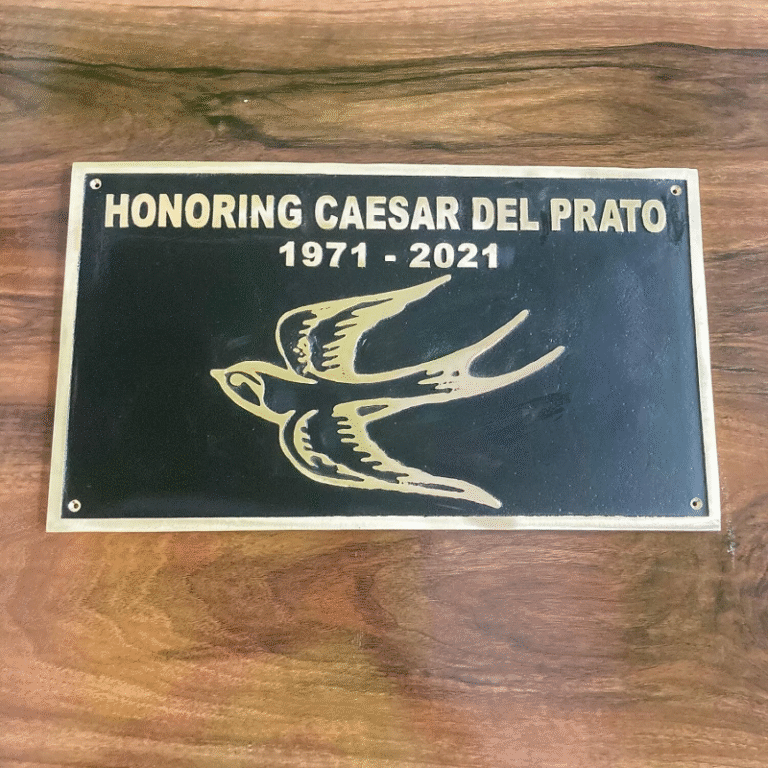 HONORING CAESAR DEL PRATO
1971 - 2021